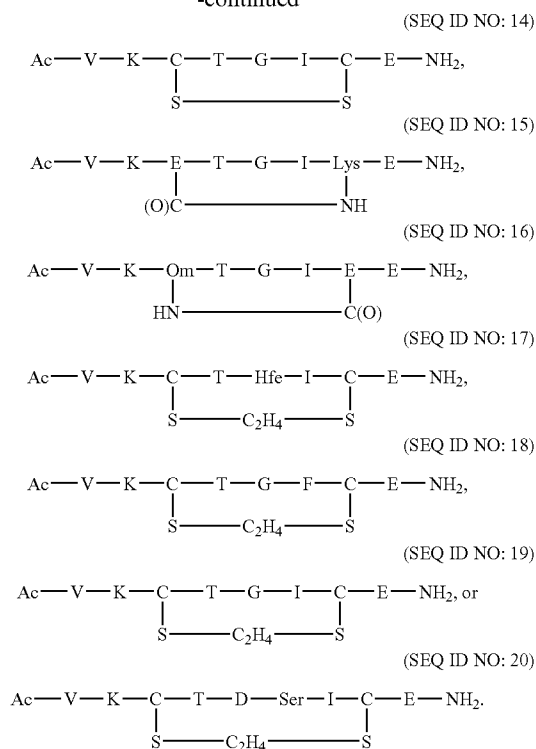 -continued
(SEQ ID NO: 14)
Ac—V—K—C—T—G—I—C—E—NH₂,
S———S
(SEQ ID NO: 15)
Ac—V—K—E—T—G—I—Lys—E—NH₂,
(O)C———NH
(SEQ ID NO: 16)
Ac—V—K—Om—T—G—I—E—E—NH₂,
HN———C(O)
(SEQ ID NO: 17)
Ac—V—K—C—T—Hfe—I—C—E—NH₂,
S—C₂H₄—S
(SEQ ID NO: 18)
Ac—V—K—C—T—G—F—C—E—NH₂,
S—C₂H₄—S
(SEQ ID NO: 19)
Ac—V—K—C—T—G—I—C—E—NH₂, or
S—C₂H₄—S
(SEQ ID NO: 20)
Ac—V—K—C—T—D—Ser—I—C—E—NH₂.
S—C₂H₄—S